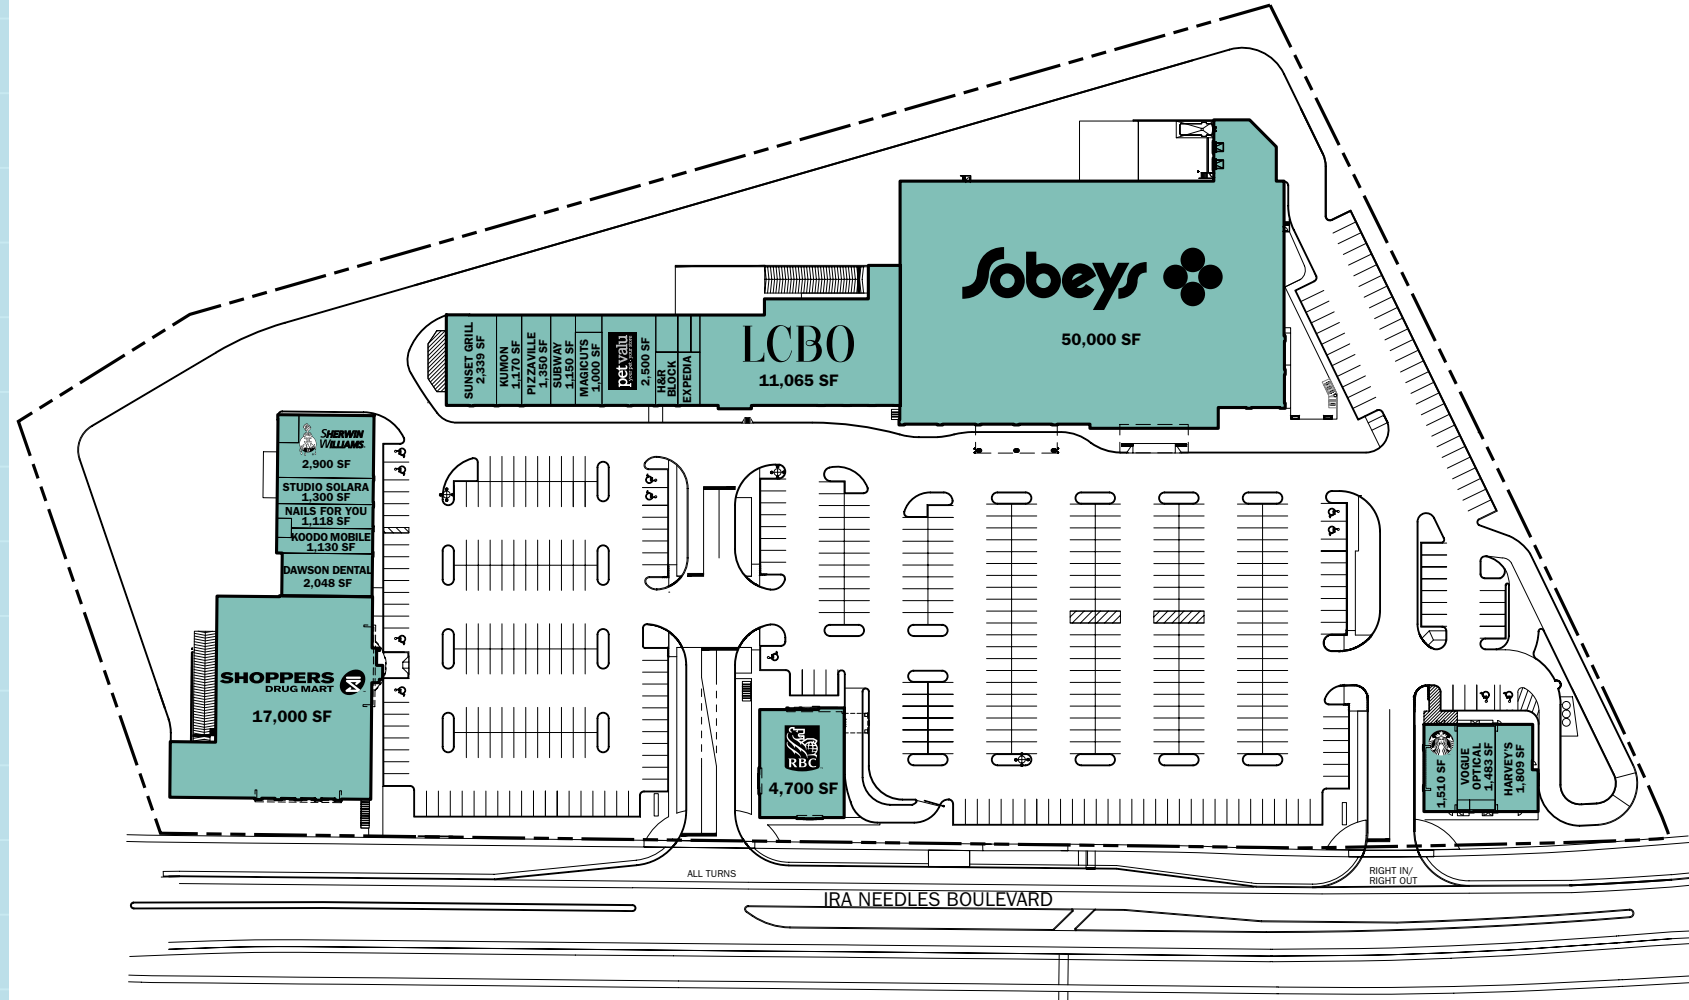 Sobeys
50,000 SF
LCBO
11,065 SF
SUNSET GRILL
2,339 SF
KUMON
1,170 SF
PIZZAVILLE
1,350 SF
SUBWAY
1,150 SF
MAGICUTS
1,000 SF
pet valu
2,500 SF
H&R
BLOCK
EXPEDIA
SHERWIN
WILLIAMS.
2,900 SF
STUDIO SOLARA
1,300 SF
NAILS FOR YOU
1,118 SF
KOODO MOBILE
1,130 SF
DAWSON DENTAL
2,048 SF
SHOPPERS
DRUG MART
17,000 SF
RBC
4,700 SF
1,510 SF
VOGUE
OPTICAL
1,483 SF
HARVEY'S
1,809 SF
ALL TURNS
RIGHT IN/
RIGHT OUT
IRA NEEDLES BOULEVARD